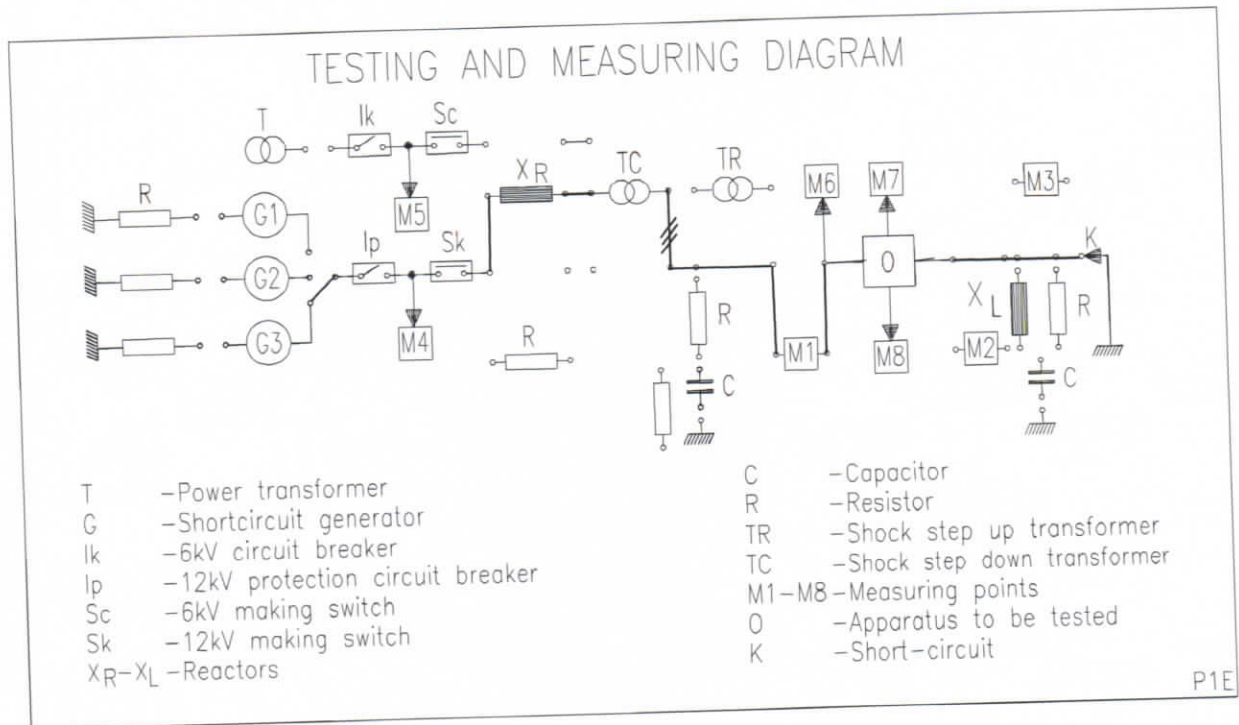 TESTING AND MEASURING DIAGRAM
T
Ik
Sc
M5
XR
TC
TR
M6
M7
M3
R
G1
G2
G3
Ip
Sk
M4
R
R
C
M1
O
M8
K
XL
R
M2
C
T -Power transformer
G -Shortcircuit generator
Ik -6kV circuit breaker
Ip -12kV protection circuit breaker
Sc -6kV making switch
Sk -12kV making switch
XR-XL-Reactors
C -Capacitor
R -Resistor
TR -Shock step up transformer
TC -Shock step down transformer
M1-M8-Measuring points
O -Apparatus to be tested
K -Short-circuit
P1E